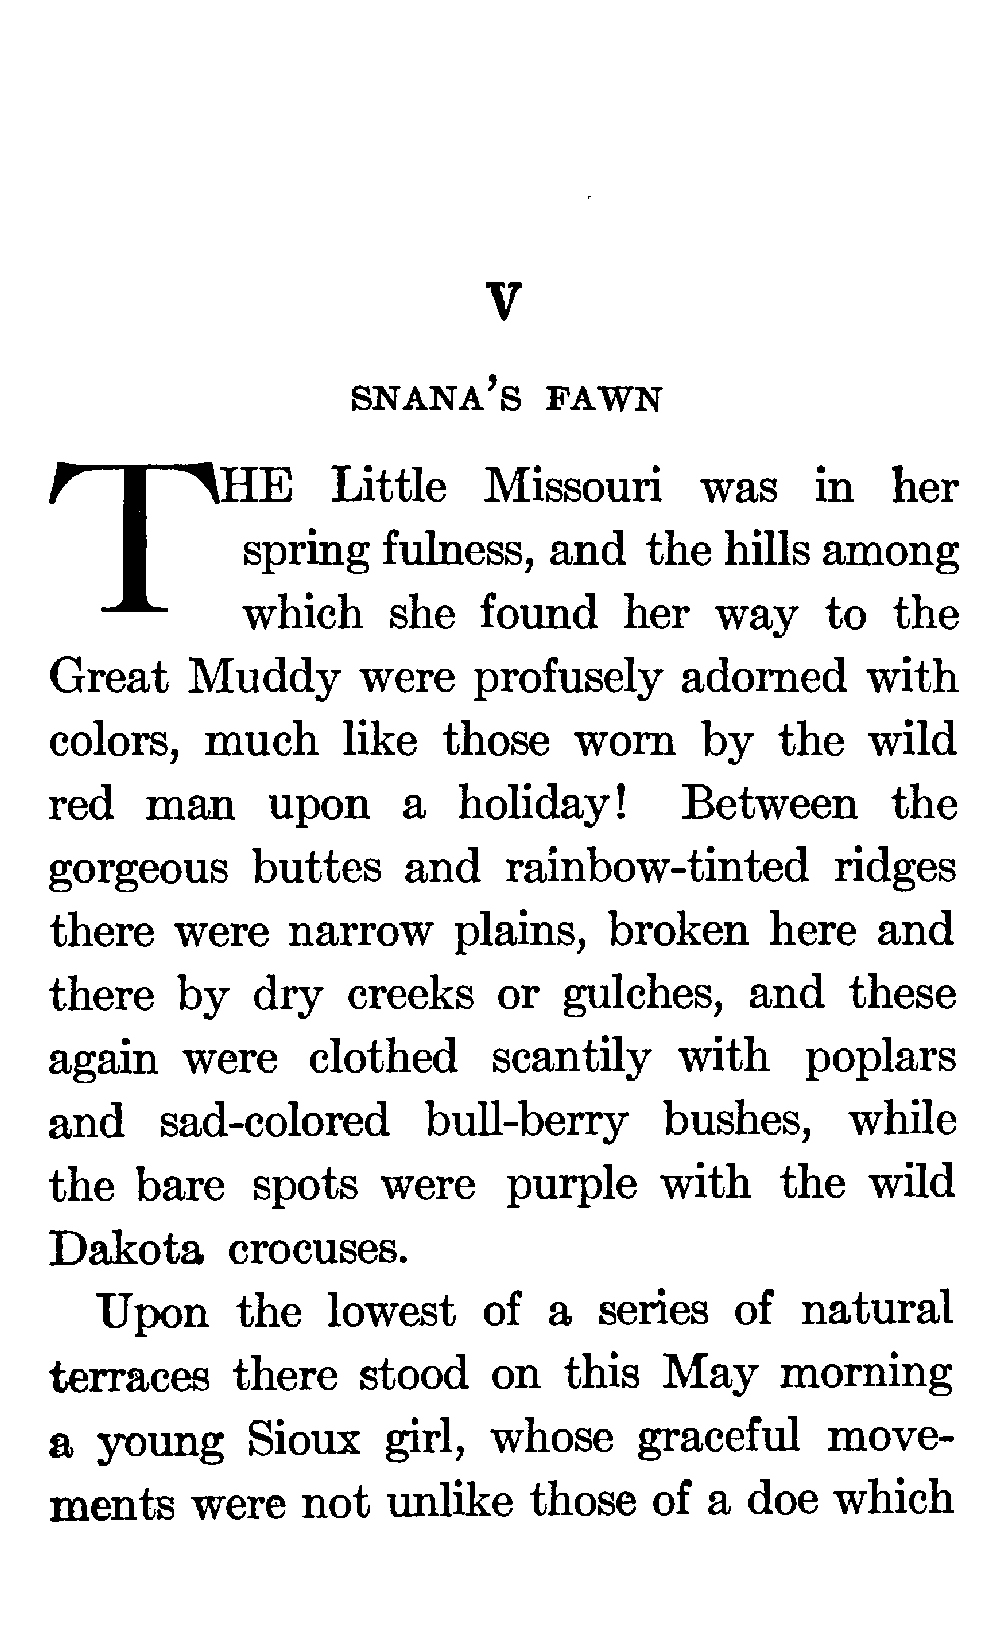 V
SNANA'S FAWN
THE Little Missouri was in her
spring fulness, and the hills among
which she found her way to the
Great Muddy were profusely adorned with
colors, much like those worn by the wild
red man upon a holiday! Between the
gorgeous buttes and rainbow-tinted ridges
there were narrow plains, broken here and
there by dry creeks or gulches, and these
again were clothed scantily with poplars
and sad-colored bull-berry bushes, while
the bare spots were purple with the wild
Dakota crocuses.
Upon the lowest of a series of natural
terraces there stood on this May morning
a young Sioux girl, whose graceful move-
ments were not unlike those of a doe which